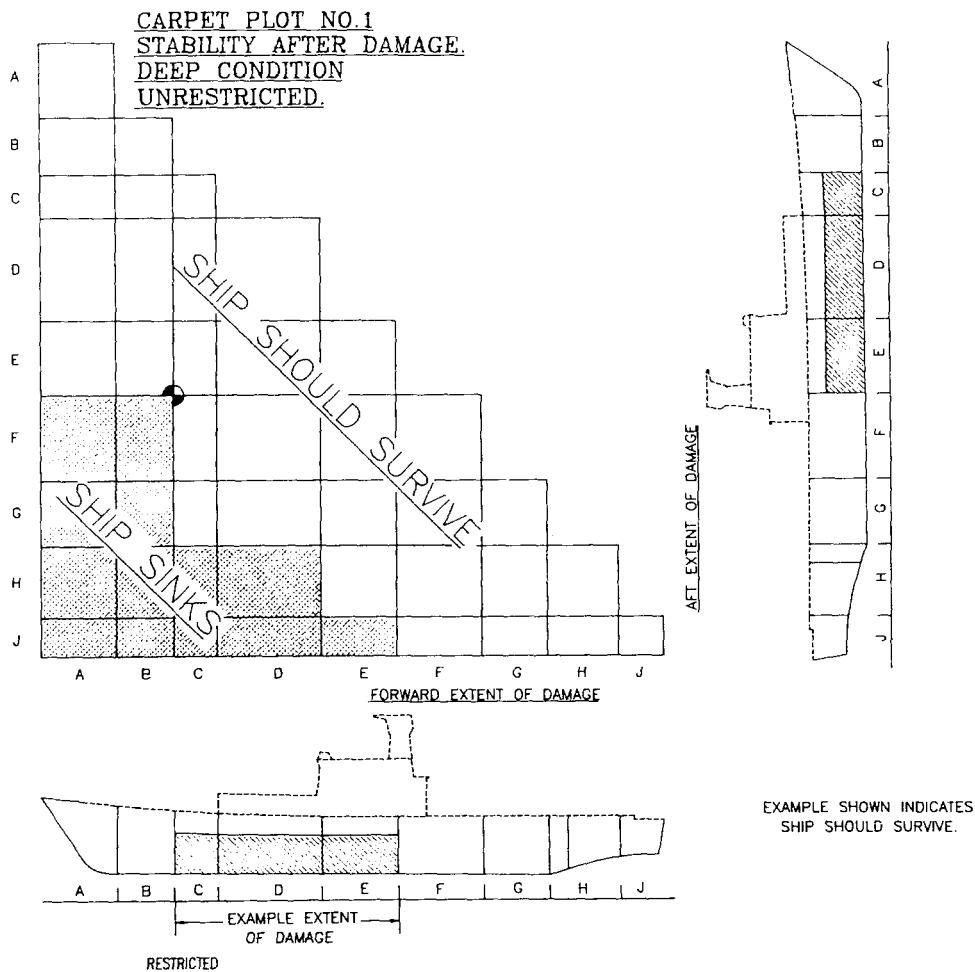 CARPET PLOT NO.1
STABILITY AFTER DAMAGE.
DEEP CONDITION
UNRESTRICTED.
A
B
C
D
E
F
G
H
J
SHIP SHOULD SURVIVE
SHIP SINKS
A B C D E F G H J
FORWARD EXTENT OF DAMAGE
AFT EXTENT OF DAMAGE
A B C D E F G H J
A B C D E F G H J
EXAMPLE EXTENT
OF DAMAGE
EXAMPLE SHOWN INDICATES
SHIP SHOULD SURVIVE.
RESTRICTED